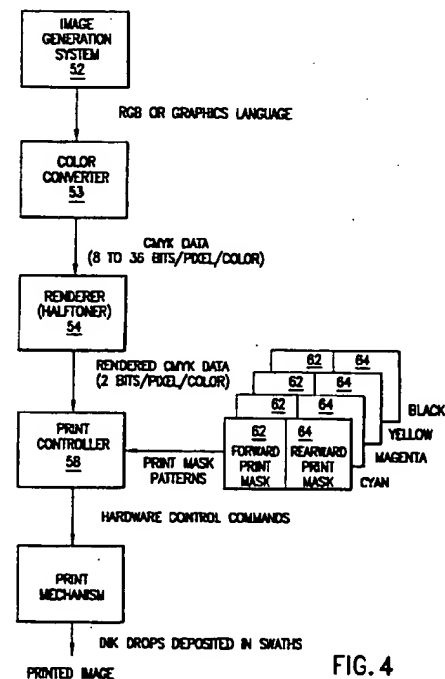 IMAGE
GENERATION
SYSTEM
52
RGB OR GRAPHICS LANGUAGE
COLOR
CONVERTER
53
CMYK DATA
(8 TO 36 BITS/PIXEL/COLOR)
RENDERER
(HALFTONER)
54
RENDERED CMYK DATA
(2 BITS/PIXEL/COLOR)
PRINT
CONTROLLER
58
PRINT MASK
PATTERNS
62 64
62 64
62 64
62 64
FORWARD
PRINT
MASK
REARWARD
PRINT
MASK
BLACK
YELLOW
MAGENTA
CYAN
HARDWARE CONTROL COMMANDS
PRINT
MECHANISM
INK DROPS DEPOSITED IN SWATHS
PRINTED IMAGE
FIG. 4